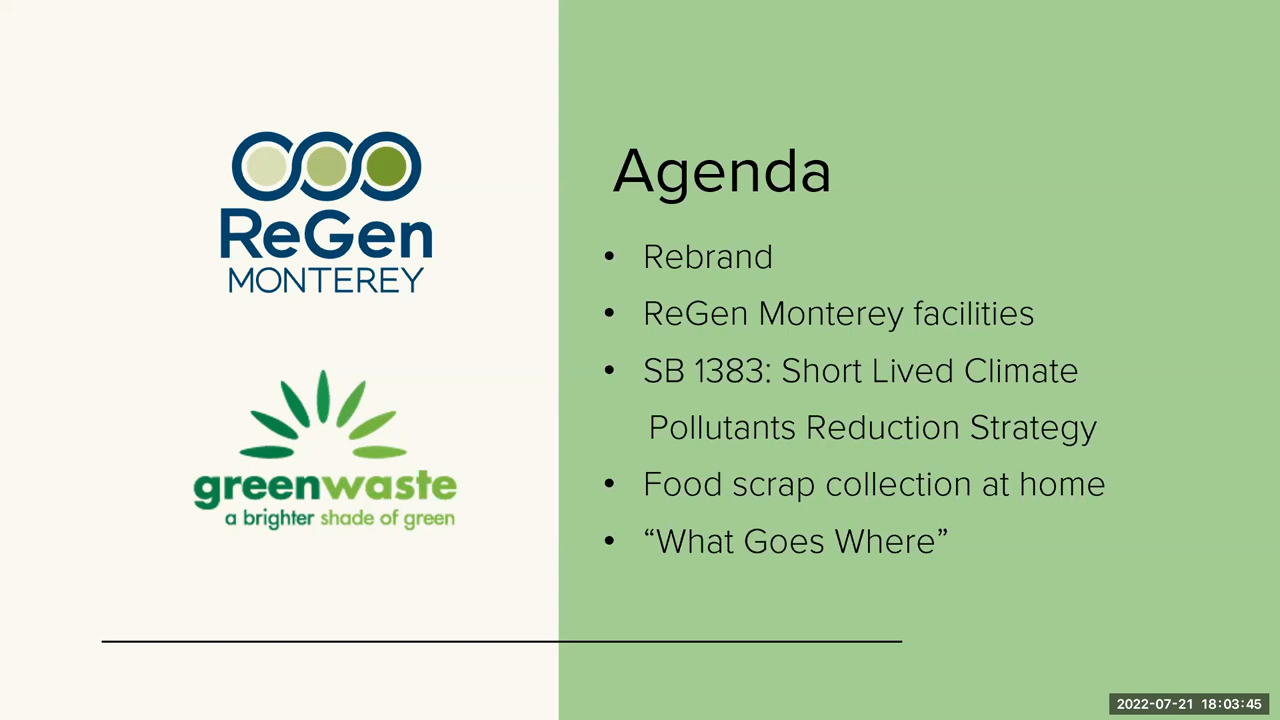 ReGen
MONTEREY
greenwaste
a brighter shade of green
Agenda
• Rebrand
• ReGen Monterey facilities
• SB 1383: Short Lived Climate
Pollutants Reduction Strategy
• Food scrap collection at home
• “What Goes Where”
2022-07-21 18:03:45